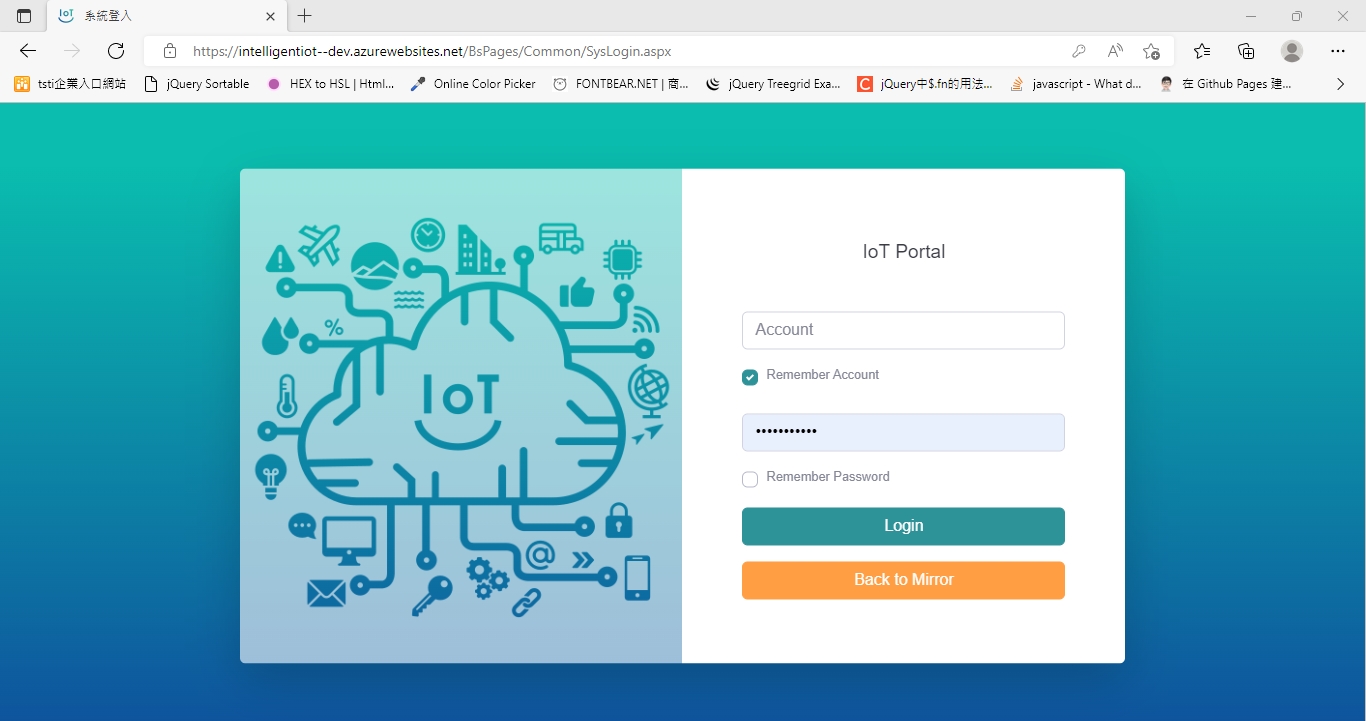 系統登入
https://intelligentiot--dev.azurewebsites.net/BsPages/Common/SysLogin.aspx
tsti企業入口網站 jQuery Sortable HEX to HSL | Html... Online Color Picker FONTBEAR.NET | 商... jQuery Treegrid Exa... jQuery中$.fn的用法... javascript - What d... 在 Github Pages 建...
IoT Portal
Account
Remember Account
•••••••••••
Remember Password
Login
Back to Mirror
IoT
%
@